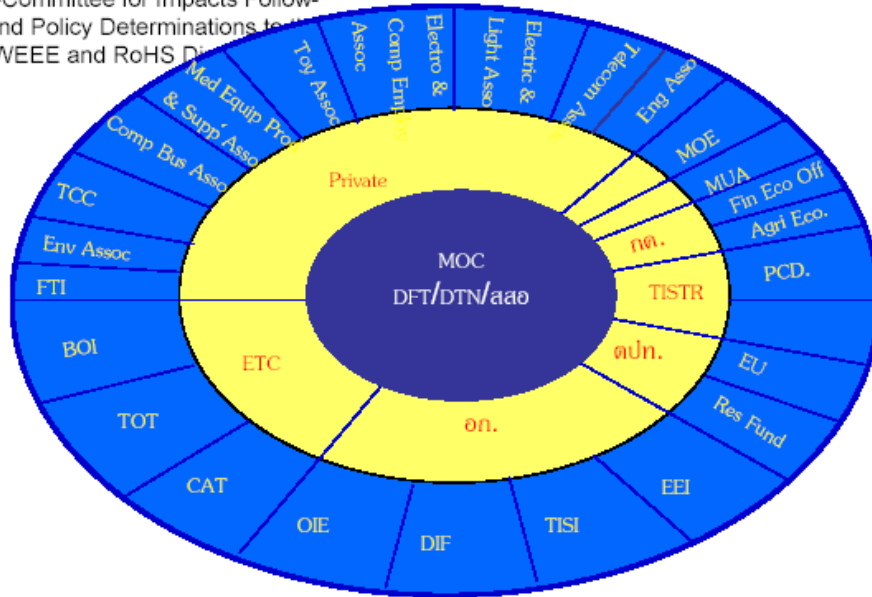 -Committee for Impacts Follow-
nd Policy Determinations to
WEEE and RoHS
Med Equip
& Supp Asso
Toy Assoc
Assoc
Comp
Electro &
Light Asso
Electric &
Telecom
Eng Asso
MOE
MUA
Fin Eco Off
Agri Eco.
PCD.
EU
Res Fund
EEI
TISI
DIF
OIE
CAT
TOT
BOI
FTI
Env Assoc
TCC
Comp Bus Asso
Private
กต.
TISTR
ตปท.
อก.
ETC
MOC
DFT/DTN/สสอ